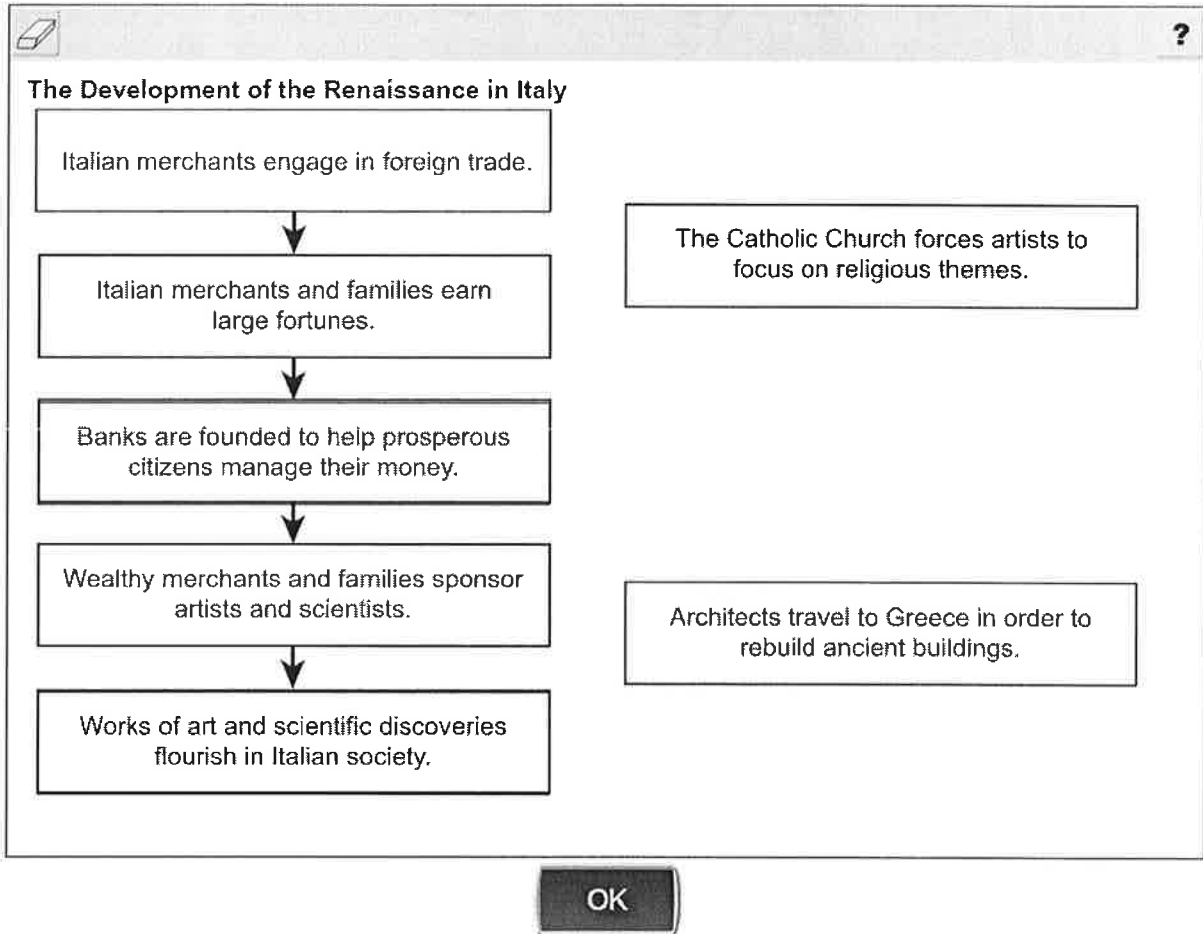 ?
The Development of the Renaissance in Italy
Italian merchants engage in foreign trade.
Italian merchants and families earn
large fortunes.
Banks are founded to help prosperous
citizens manage their money.
Wealthy merchants and families sponsor
artists and scientists.
Works of art and scientific discoveries
flourish in Italian society.
The Catholic Church forces artists to
focus on religious themes.
Architects travel to Greece in order to
rebuild ancient buildings.
OK